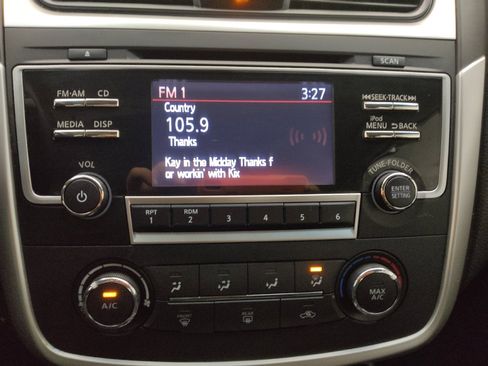 SCAN
FM 1 3:27
Country
105.9
Thanks
Kay in the Midday Thanks f
or workin' with Kix
FM·AM CD
MEDIA DISP
VOL
SEEK·TRACK
iPod
MENU BACK
TUNE·FOLDER
ENTER
SETTING
RPT
1
RDM
2
3
4
5
6
A/C
FRONT
REAR
MAX
A/C